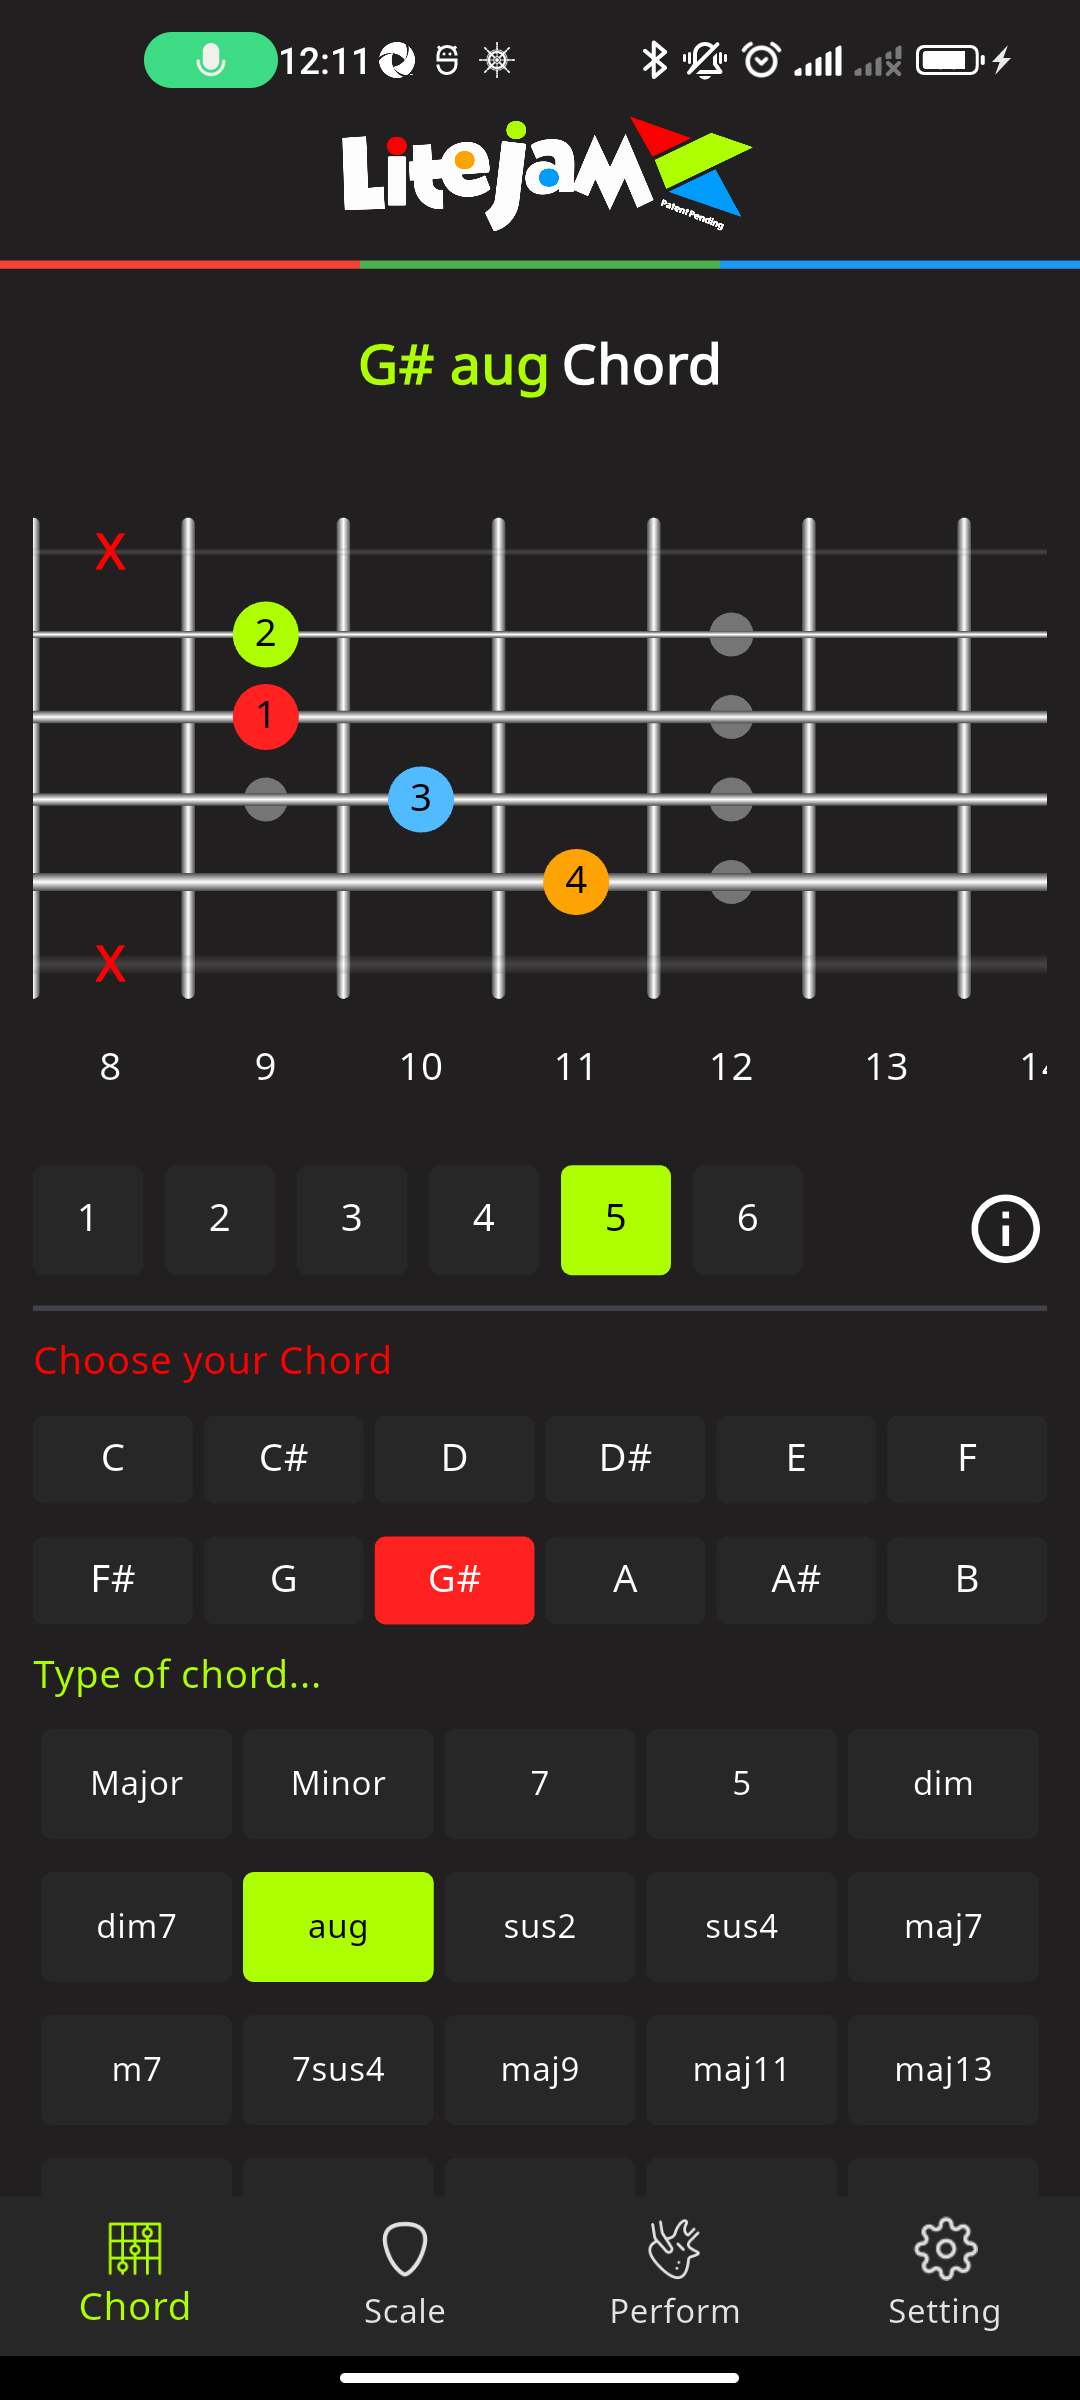 12:11
Litejam
Patent Pending
G# aug Chord
X
2
1
3
4
X
8 9 10 11 12 13
1 2 3 4 5 6
Choose your Chord
C C# D D# E F
F# G G# A A# B
Type of chord...
Major Minor 7 5 dim
dim7 aug sus2 sus4 maj7
m7 7sus4 maj9 maj11 maj13
Chord Scale Perform Setting